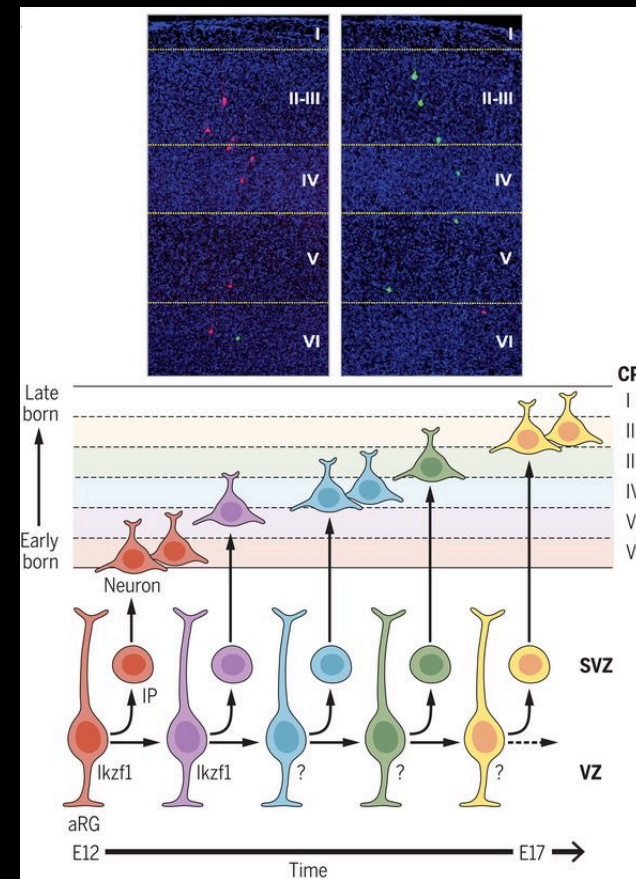 I
II-III
IV
V
VI
I
II-III
IV
V
VI
CP
Late
born
Early
born
I
II
II
IV
V
V
Neuron
IP
SVZ
Ikzf1
Ikzf1
?
?
?
VZ
aRG
E12
E17
Time